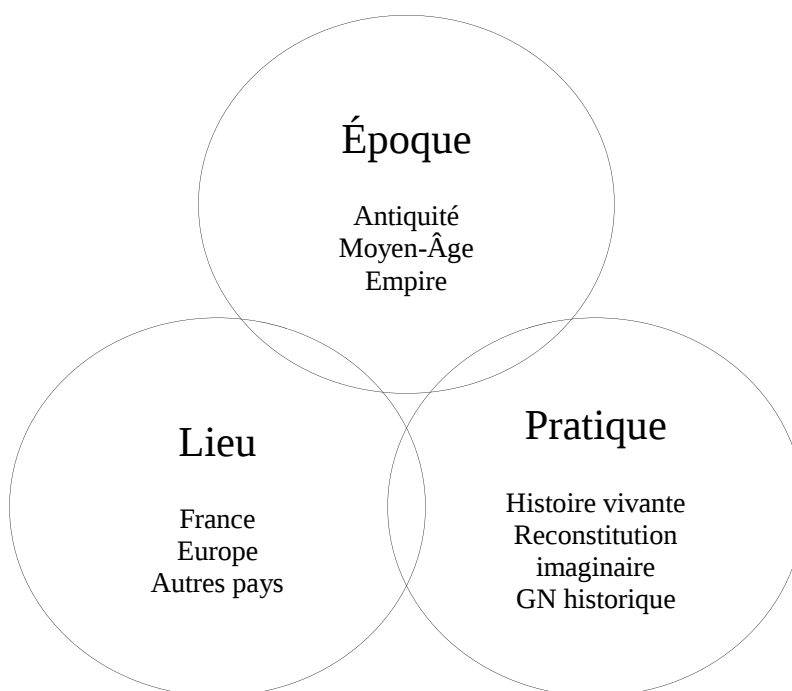 Époque
Antiquité
Moyen-Âge
Empire
Lieu
France
Europe
Autres pays
Pratique
Histoire vivante
Reconstitution
imaginaire
GN historique